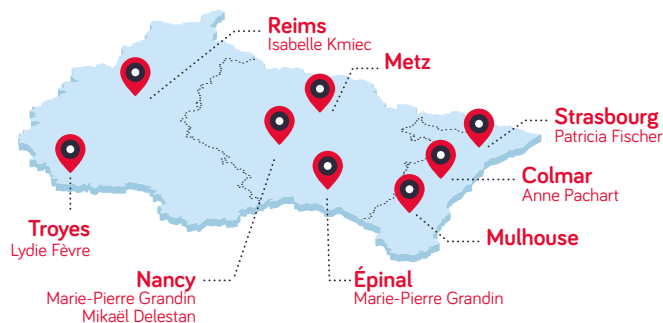 Reims
Isabelle Kmiec
Metz
Strasbourg
Patricia Fischer
Colmar
Anne Pachart
Mulhouse
Troyes
Lydie Fèvre
Nancy
Marie-Pierre Grandin
Mikaël Delestan
Épinal
Marie-Pierre Grandin